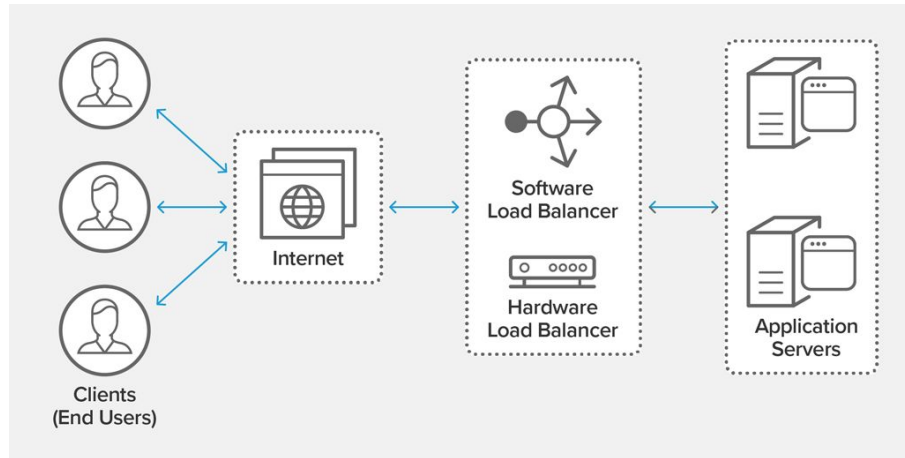 Clients
(End Users)
Internet
Software
Load Balancer
Hardware
Load Balancer
Application
Servers